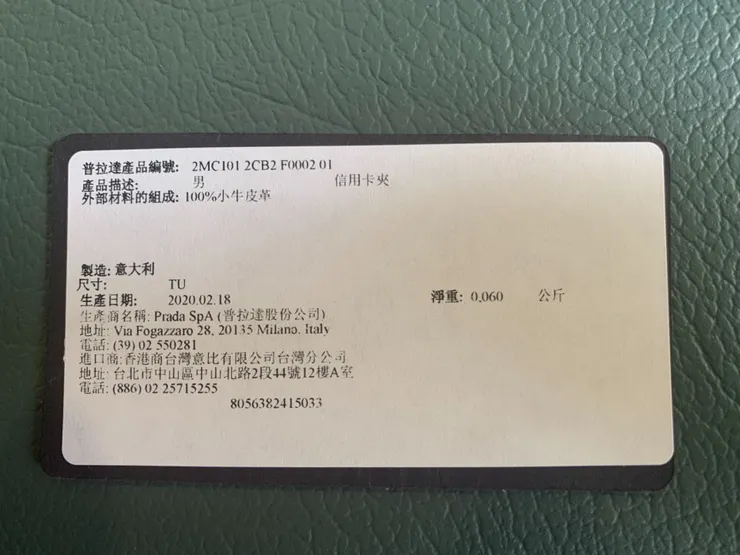 普拉達產品編號: 2MC101 2CB2 F0002 01
產品描述: 男 信用卡夾
外部材料的組成: 100%小牛皮革
製造: 意大利
尺寸: TU
生產日期: 2020.02.18 淨重: 0.060 公斤
生產商名稱: Prada SpA (普拉達股份公司)
地址: Via Fogazzaro 28, 20135 Milano, Italy
電話: (39) 02 550281
進口商:香港商台灣意比有限公司台灣分公司
地址: 台北市中山區中山北路2段44號12樓A室
電話: (886) 02 25715255
8056382415033